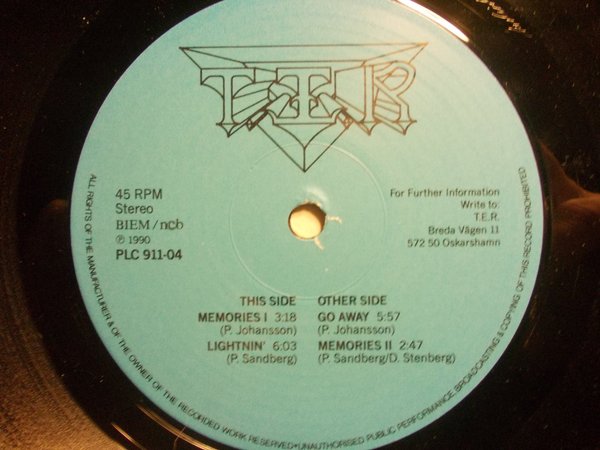 TTR
45 RPM
Stereo
BIEM/ncb
℗ 1990
PLC 911-04
For Further Information
Write to:
T.E.R.
Breda Vägen 11
572 50 Oskarshamn
THIS SIDE
MEMORIES I 3:18
(P. Johansson)
LIGHTNIN' 6:03
(P. Sandberg)
OTHER SIDE
GO AWAY 5:57
(P. Johansson)
MEMORIES II 2:47
(P. Sandberg/D. Stenberg)
ALL RIGHTS OF THE MANUFACTURER & OF THE OWNER OF THE RECORDED WORK RESERVED•UNAUTHORISED PUBLIC PERFORMANCE, BROADCASTING & COPYING OF THIS RECORD PROHIBITED